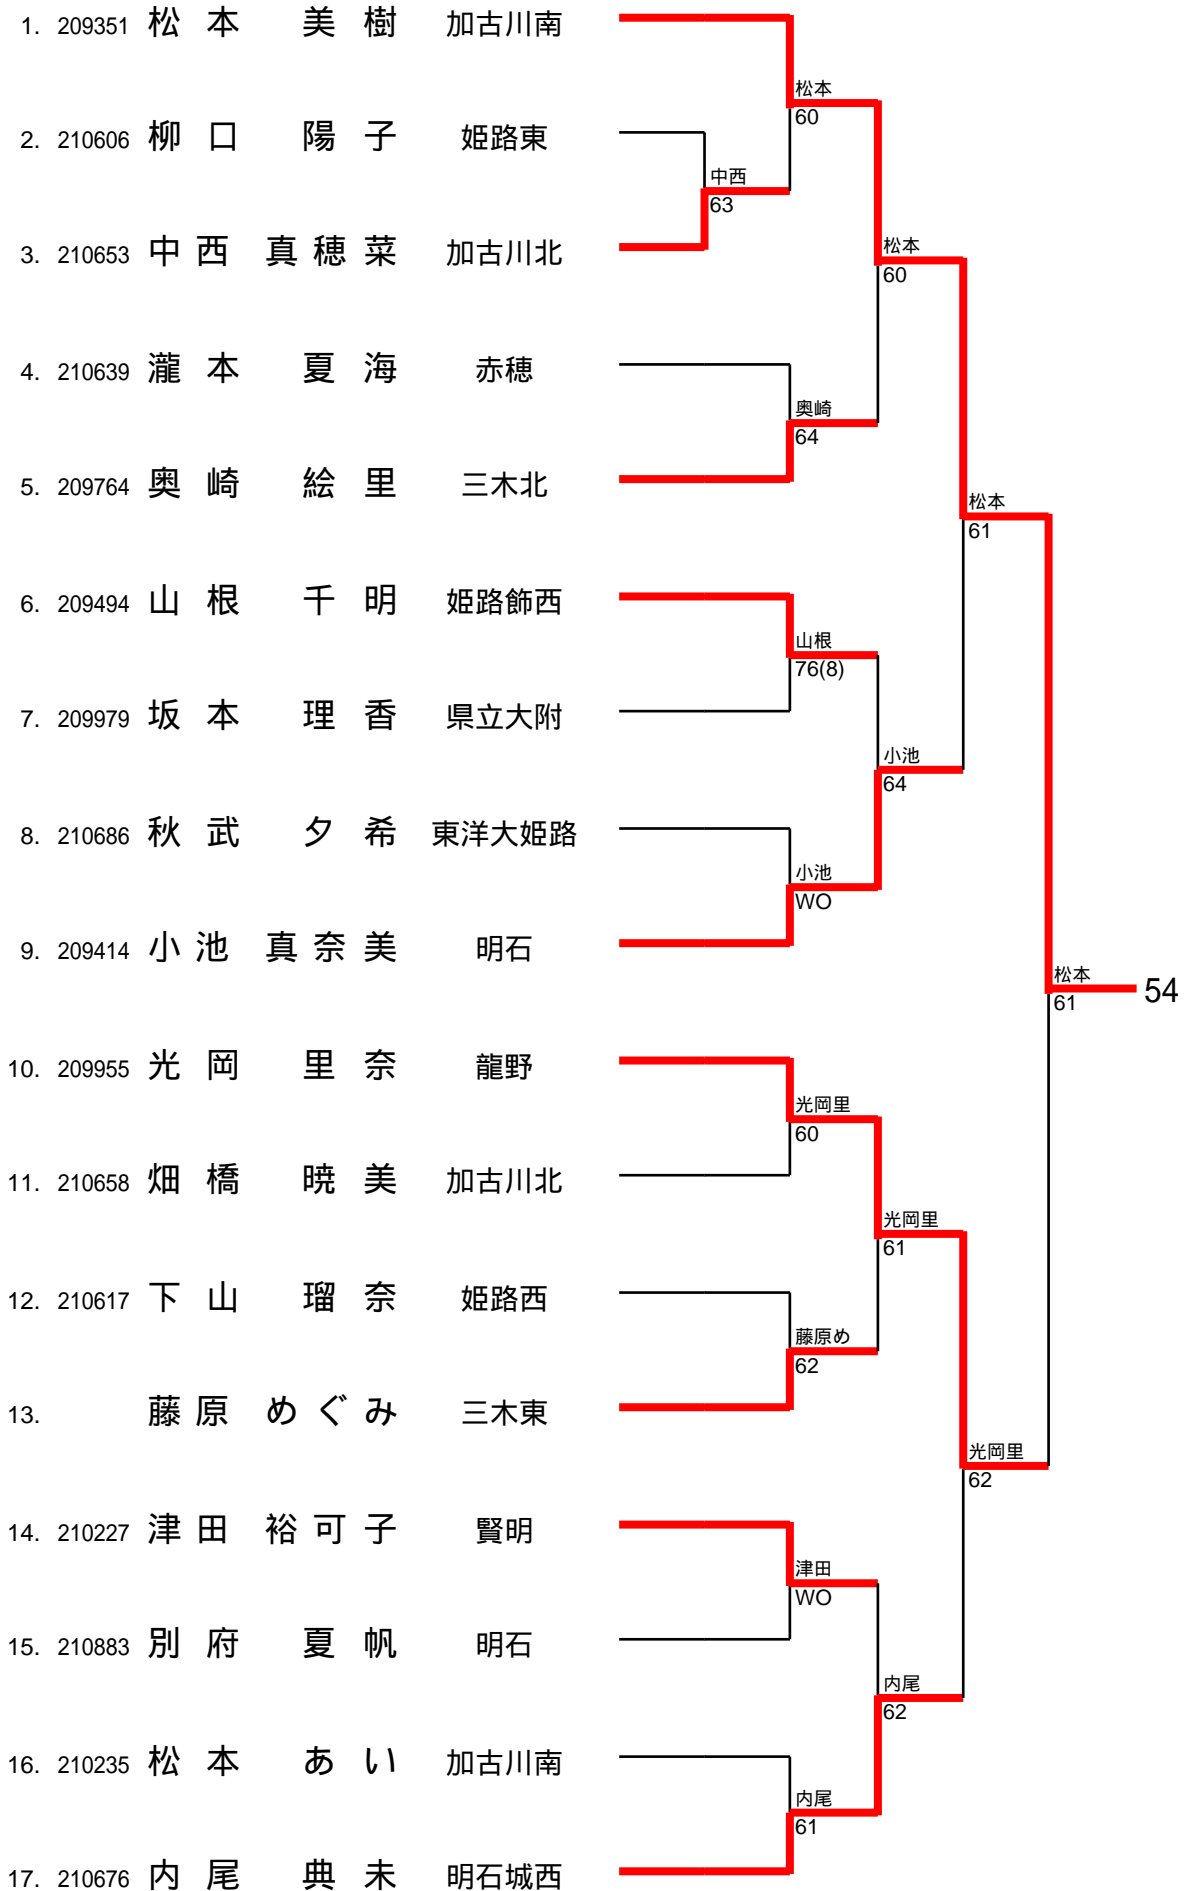 1. 209351 松本 美樹 加古川南
松本
60
2. 210606 柳口 陽子 姫路東
中西
63
3. 210653 中西 真穂菜 加古川北
松本
60
4. 210639 瀧本 夏海 赤穂
奥崎
64
5. 209764 奥崎 絵里 三木北
松本
61
6. 209494 山根 千明 姫路飾西
山根
76(8)
7. 209979 坂本 理香 県立大附
小池
64
8. 210686 秋武 夕希 東洋大姫路
小池
WO
9. 209414 小池 真奈美 明石
松本
61
54
10. 209955 光岡 里奈 龍野
光岡里
60
11. 210658 畑橋 暁美 加古川北
光岡里
61
12. 210617 下山 瑠奈 姫路西
藤原め
62
13. 藤原 めぐみ 三木東
光岡里
62
14. 210227 津田 裕可子 賢明
津田
WO
15. 210883 別府 夏帆 明石
内尾
62
16. 210235 松本 あい 加古川南
内尾
61
17. 210676 内尾 典未 明石城西